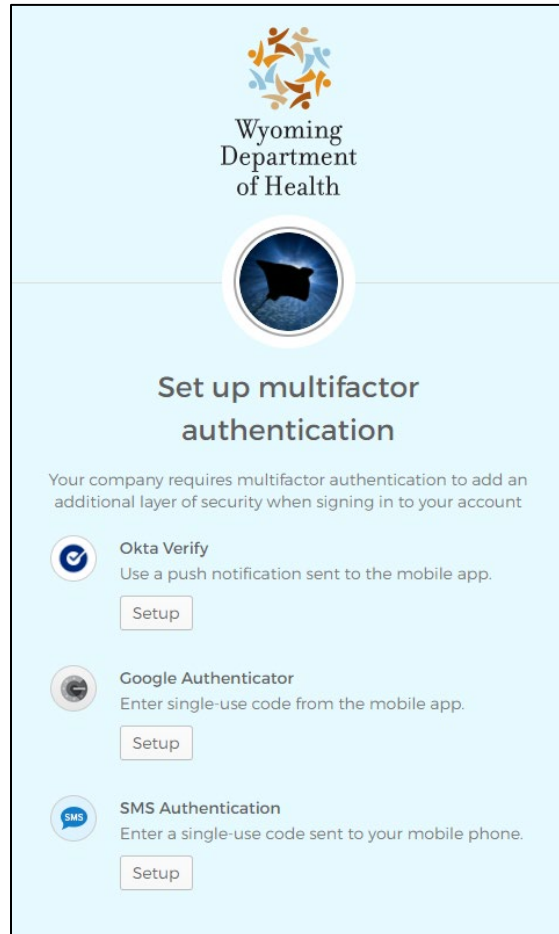 Wyoming
Department
of Health
Set up multifactor
authentication
Your company requires multifactor authentication to add an
additional layer of security when signing in to your account
Okta Verify
Use a push notification sent to the mobile app.
Setup
Google Authenticator
Enter single-use code from the mobile app.
Setup
SMS
SMS Authentication
Enter a single-use code sent to your mobile phone.
Setup